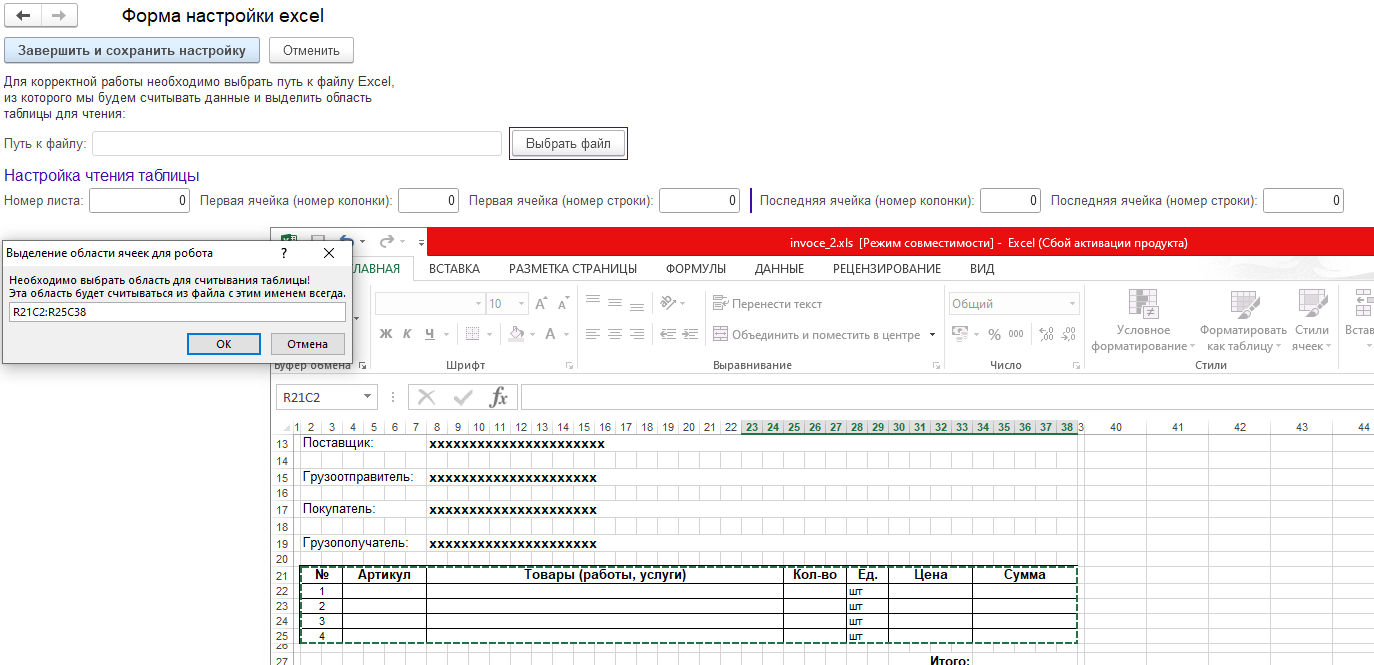 Форма настройки excel
Завершить и сохранить настройку Отменить
Для корректной работы необходимо выбрать путь к файлу Excel,
из которого мы будем считывать данные и выделить область
таблицы для чтения:
Путь к файлу: Выбрать файл
Настройка чтения таблицы
Номер листа: 0 Первая ячейка (номер колонки): 0 Первая ячейка (номер строки): 0 Последняя ячейка (номер колонки): 0 Последняя ячейка (номер строки): 0
invoce_2.xls [Режим совместимости] - Excel (Сбой активации продукта)
Выделение области ячеек для робота ?
Необходимо выбрать область для считывания таблицы!
Эта область будет считываться из файла с этим именем всегда.
R21C2:R25C38
OK Отмена
ЛАВНАЯ ВСТАВКА РАЗМЕТКА СТРАНИЦЫ ФОРМУЛЫ ДАННЫЕ РЕЦЕНЗИРОВАНИЕ ВИД
10 A A Перенести текст Общий
Ж К Ч A Объединить и поместить в центре % 000 ,00 ,00
Условное форматирование
Форматировать как таблицу
Стили ячеек
Встав
Буфер обмена Шрифт Выравнивание Число Стили
R21C2 fx
1 2 3 4 5 6 7 8 9 10 11 12 13 14 15 16 17 18 19 20 21 22 23 24 25 26 27 28 29 30 31 32 33 34 35 36 37 38 3 40 41 42 43 44
13 Поставщик: xxxxxxxxxxxxxxxxxxxxxx
14
15 Грузоотправитель: xxxxxxxxxxxxxxxxxxxxx
16
17 Покупатель: xxxxxxxxxxxxxxxxxxxxx
18
19 Грузополучатель: xxxxxxxxxxxxxxxxxxxxx
20
21 № Артикул Товары (работы, услуги) Кол-во Ед. Цена Сумма
22 1 шт
23 2 шт
24 3 шт
25 4 шт
26
27 Итого: